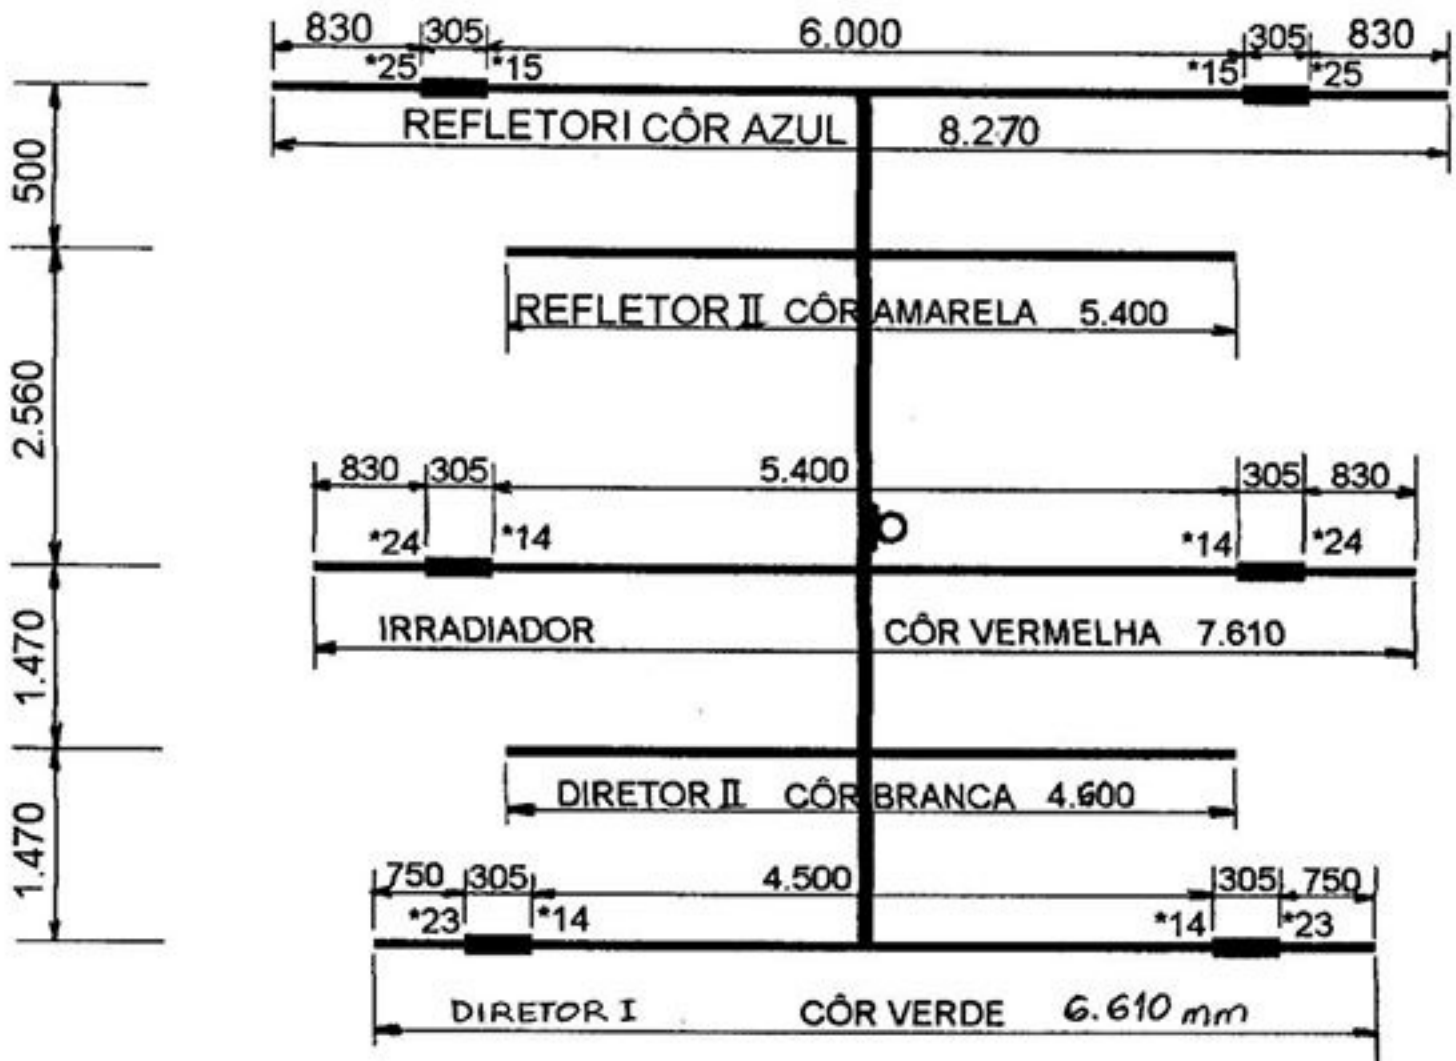 830 305 6.000 305 830
*25 *15 *15 *25
REFLETOR I CÔR AZUL 8.270
500
REFLETOR II CÔR AMARELA 5.400
2.560
830 305 5.400 305 830
*24 *14 *14 *24
IRRADIADOR CÔR VERMELHA 7.610
1.470
DIRETOR II CÔR BRANCA 4.600
1.470
750 305 4.500 305 750
*23 *14 *14 *23
DIRETOR I CÔR VERDE 6.610 mm